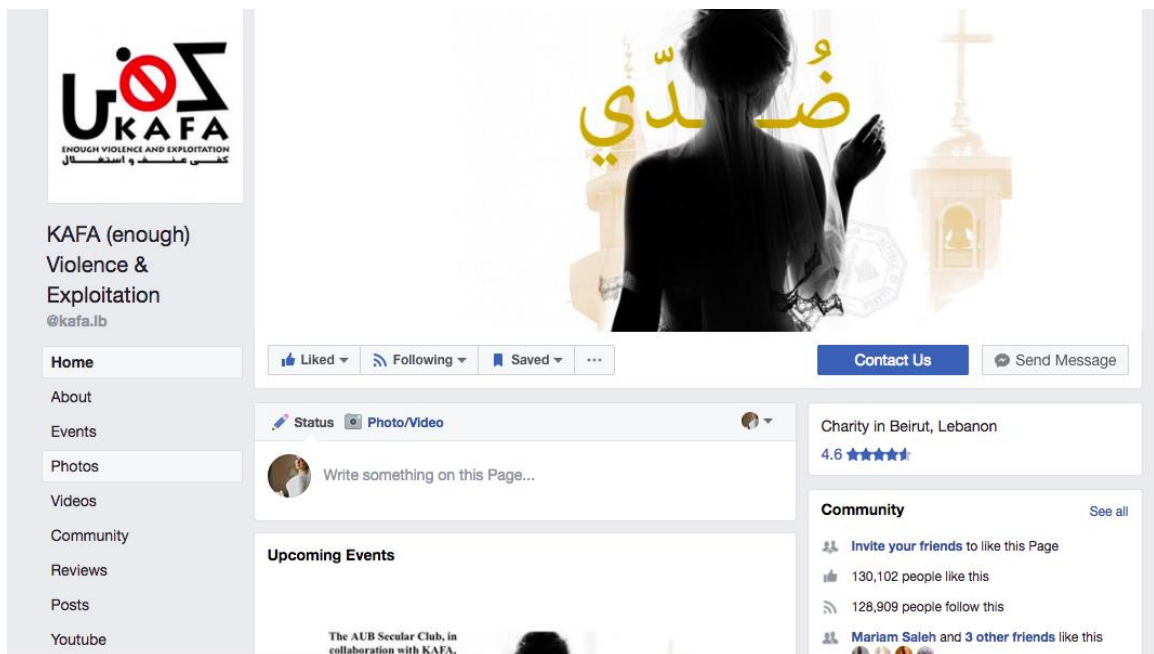 كفى
KAFA
ENOUGH VIOLENCE AND EXPLOITATION
كفـى عـنـف و استغـلال
ضُدّي
KAFA (enough)
Violence &
Exploitation
@kafa.lb
Home
About
Events
Photos
Videos
Community
Reviews
Posts
Youtube
Liked
Following
Saved
...
Contact Us
Send Message
Status
Photo/Video
Write something on this Page...
Upcoming Events
The AUB Secular Club, in
collaboration with KAFA,
Charity in Beirut, Lebanon
4.6
Community
See all
Invite your friends to like this Page
130,102 people like this
128,909 people follow this
Mariam Saleh and 3 other friends like this